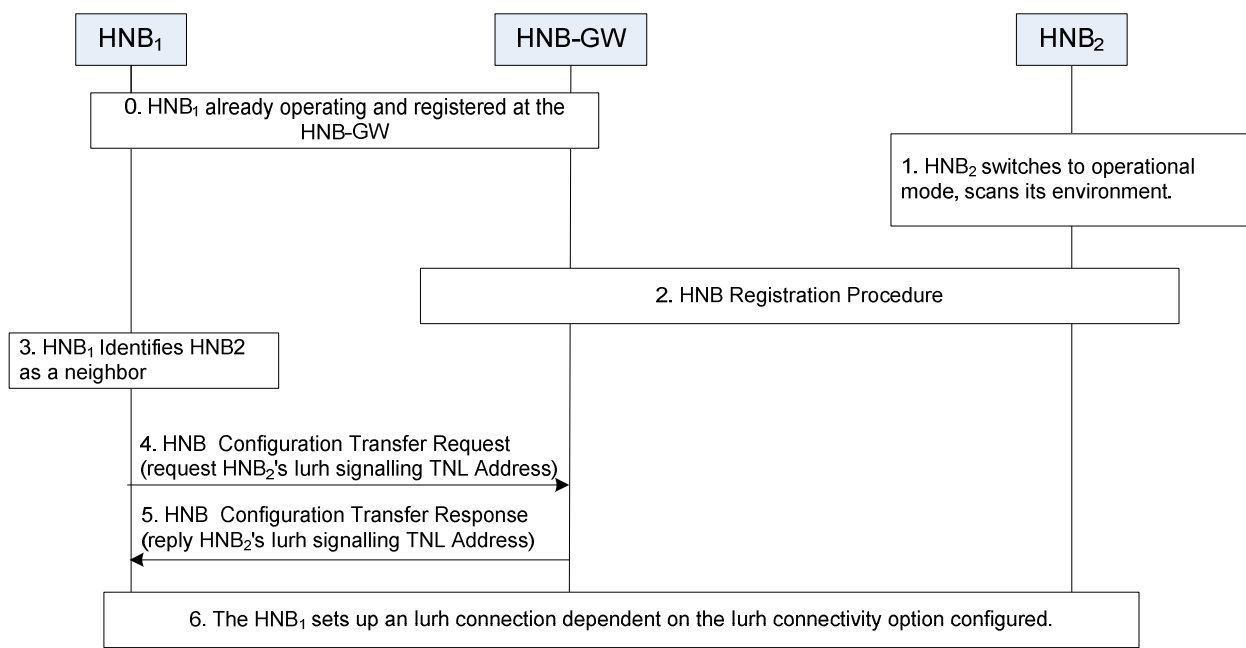 HNB₁
HNB-GW
HNB₂
0. HNB₁ already operating and registered at the
HNB-GW
1. HNB₂ switches to operational
mode, scans its environment.
2. HNB Registration Procedure
3. HNB₁ Identifies HNB2
as a neighbor
4. HNB Configuration Transfer Request
(request HNB₂'s Iurh signalling TNL Address)
5. HNB Configuration Transfer Response
(reply HNB₂'s Iurh signalling TNL Address)
6. The HNB₁ sets up an Iurh connection dependent on the Iurh connectivity option configured.